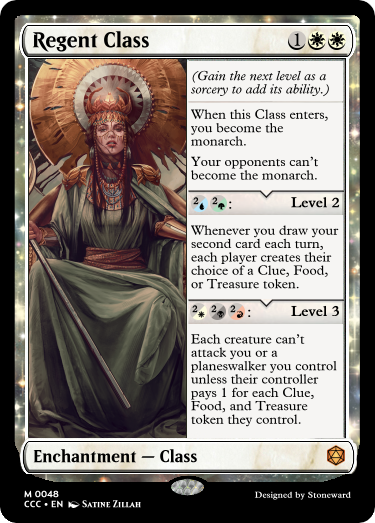 Regent Class 1
(Gain the next level as a
sorcery to add its ability.)
When this Class enters,
you become the
monarch.
Your opponents can't
become the monarch.
2 2 : Level 2
Whenever you draw your
second card each turn,
each player creates their
choice of a Clue, Food,
or Treasure token.
2 2 2 : Level 3
Each creature can't
attack you or a
planeswalker you control
unless their controller
pays 1 for each Clue,
Food, and Treasure
token they control.
Enchantment — Class
M 0048
CCC • EN Satine Zillah
Designed by Stoneward